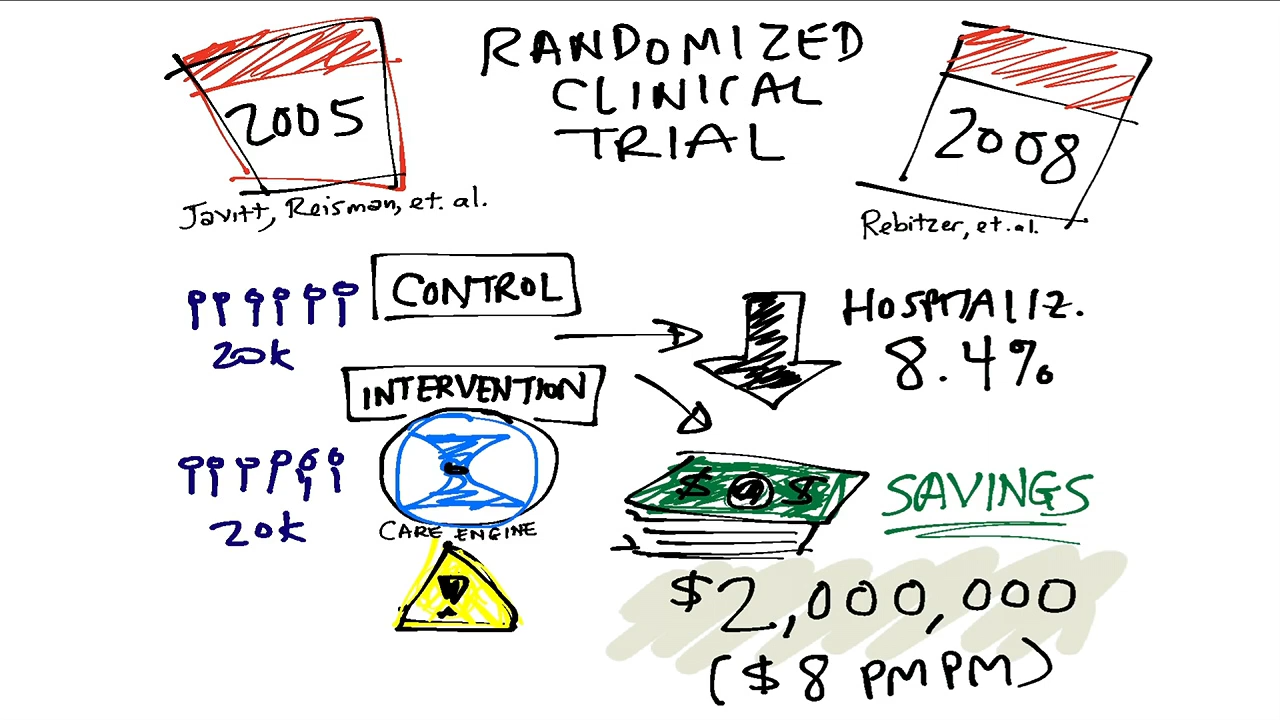 RANDOMIZED
CLINICAL
TRIAL
2005
Javitt, Reisman, et. al.
2008
Rebitzer, et. al.
CONTROL
20k
HOSPITALIZ.
8.4%
INTERVENTION
20k
CARE ENGINE
$ $
SAVINGS
$2,000,000
($8 PMPM)